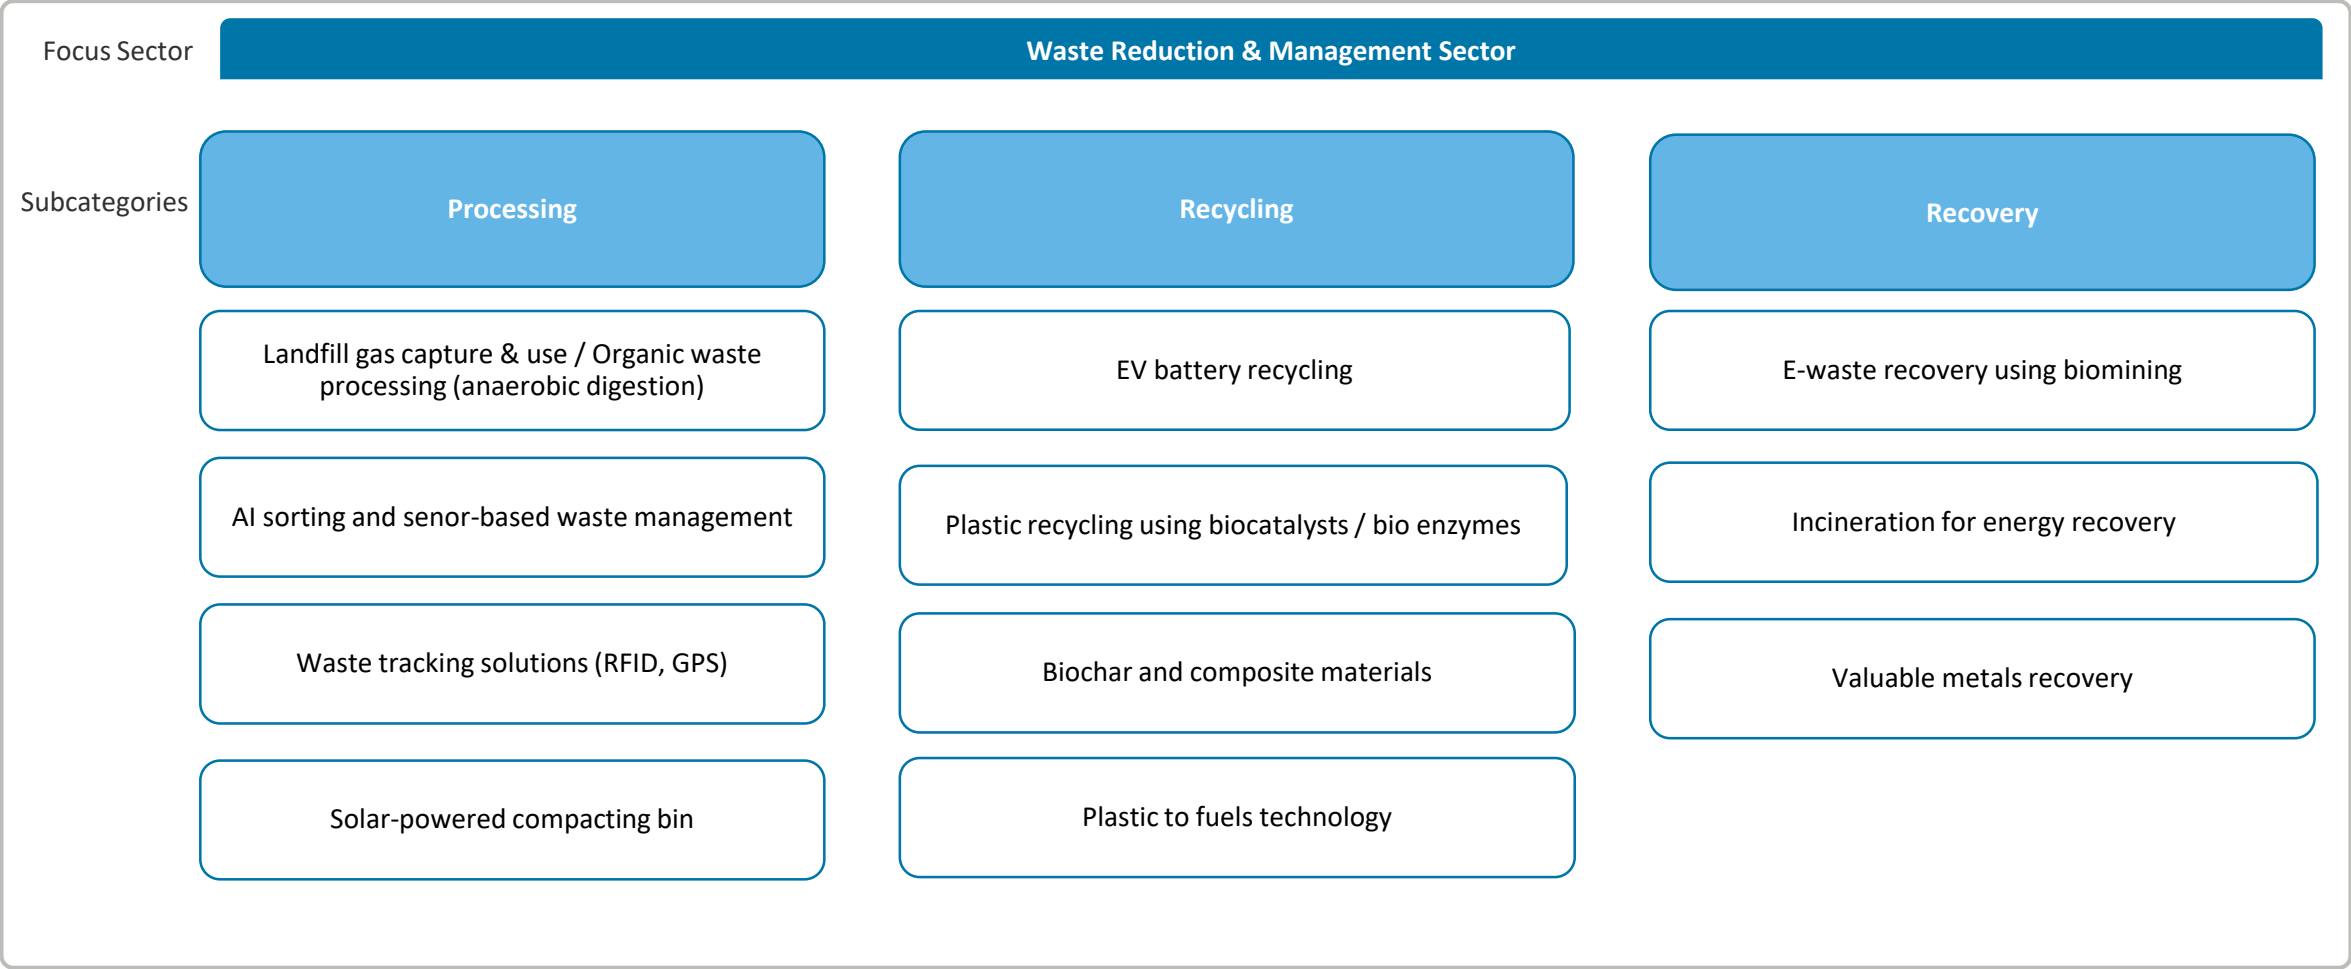 Focus Sector
Waste Reduction & Management Sector
Subcategories
Processing
Recycling
Recovery
Landfill gas capture & use / Organic waste
processing (anaerobic digestion)
EV battery recycling
E-waste recovery using biomining
AI sorting and senor-based waste management
Plastic recycling using biocatalysts / bio enzymes
Incineration for energy recovery
Waste tracking solutions (RFID, GPS)
Biochar and composite materials
Valuable metals recovery
Solar-powered compacting bin
Plastic to fuels technology